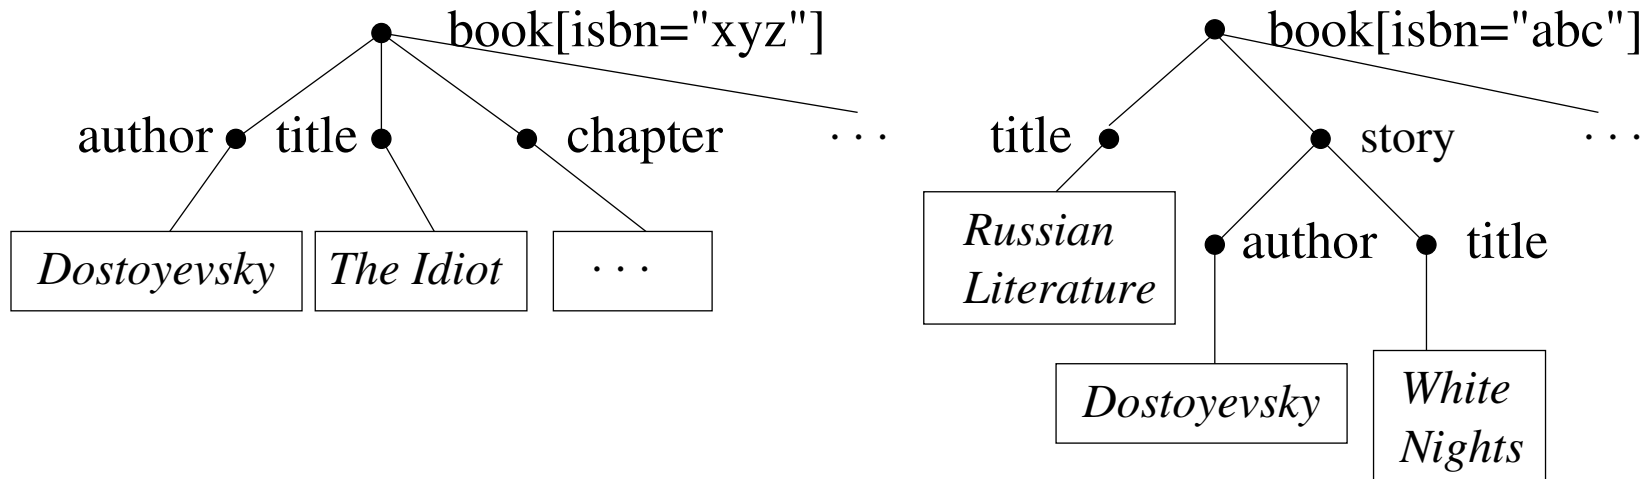 book[isbn="xyz"]
author
title
chapter
. . .
Dostoyevsky
The Idiot
. . .
book[isbn="abc"]
title
story
. . .
Russian
Literature
author
title
Dostoyevsky
White
Nights